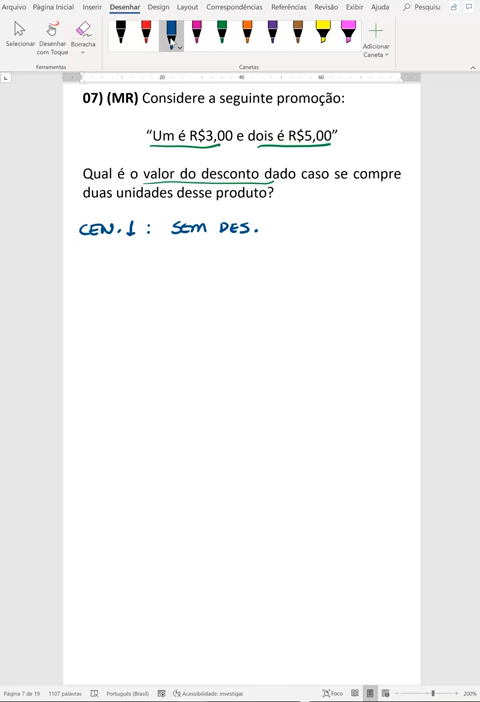 Arquivo Página Inicial Inserir Desenhar Design Layout Correspondências Referências Revisão Exibir Ajuda Pesquisa
Selecionar Desenhar com Toque Borracha Adicionar Caneta
Ferramentas Canetas
20 40 60
07) (MR) Considere a seguinte promoção:
“Um é R$3,00 e dois é R$5,00”
Qual é o valor do desconto dado caso se compre
duas unidades desse produto?
CEN. 1 : SEM DES.
Página 7 de 19 1107 palavras Português (Brasil) Acessibilidade: investigar Foco 200%